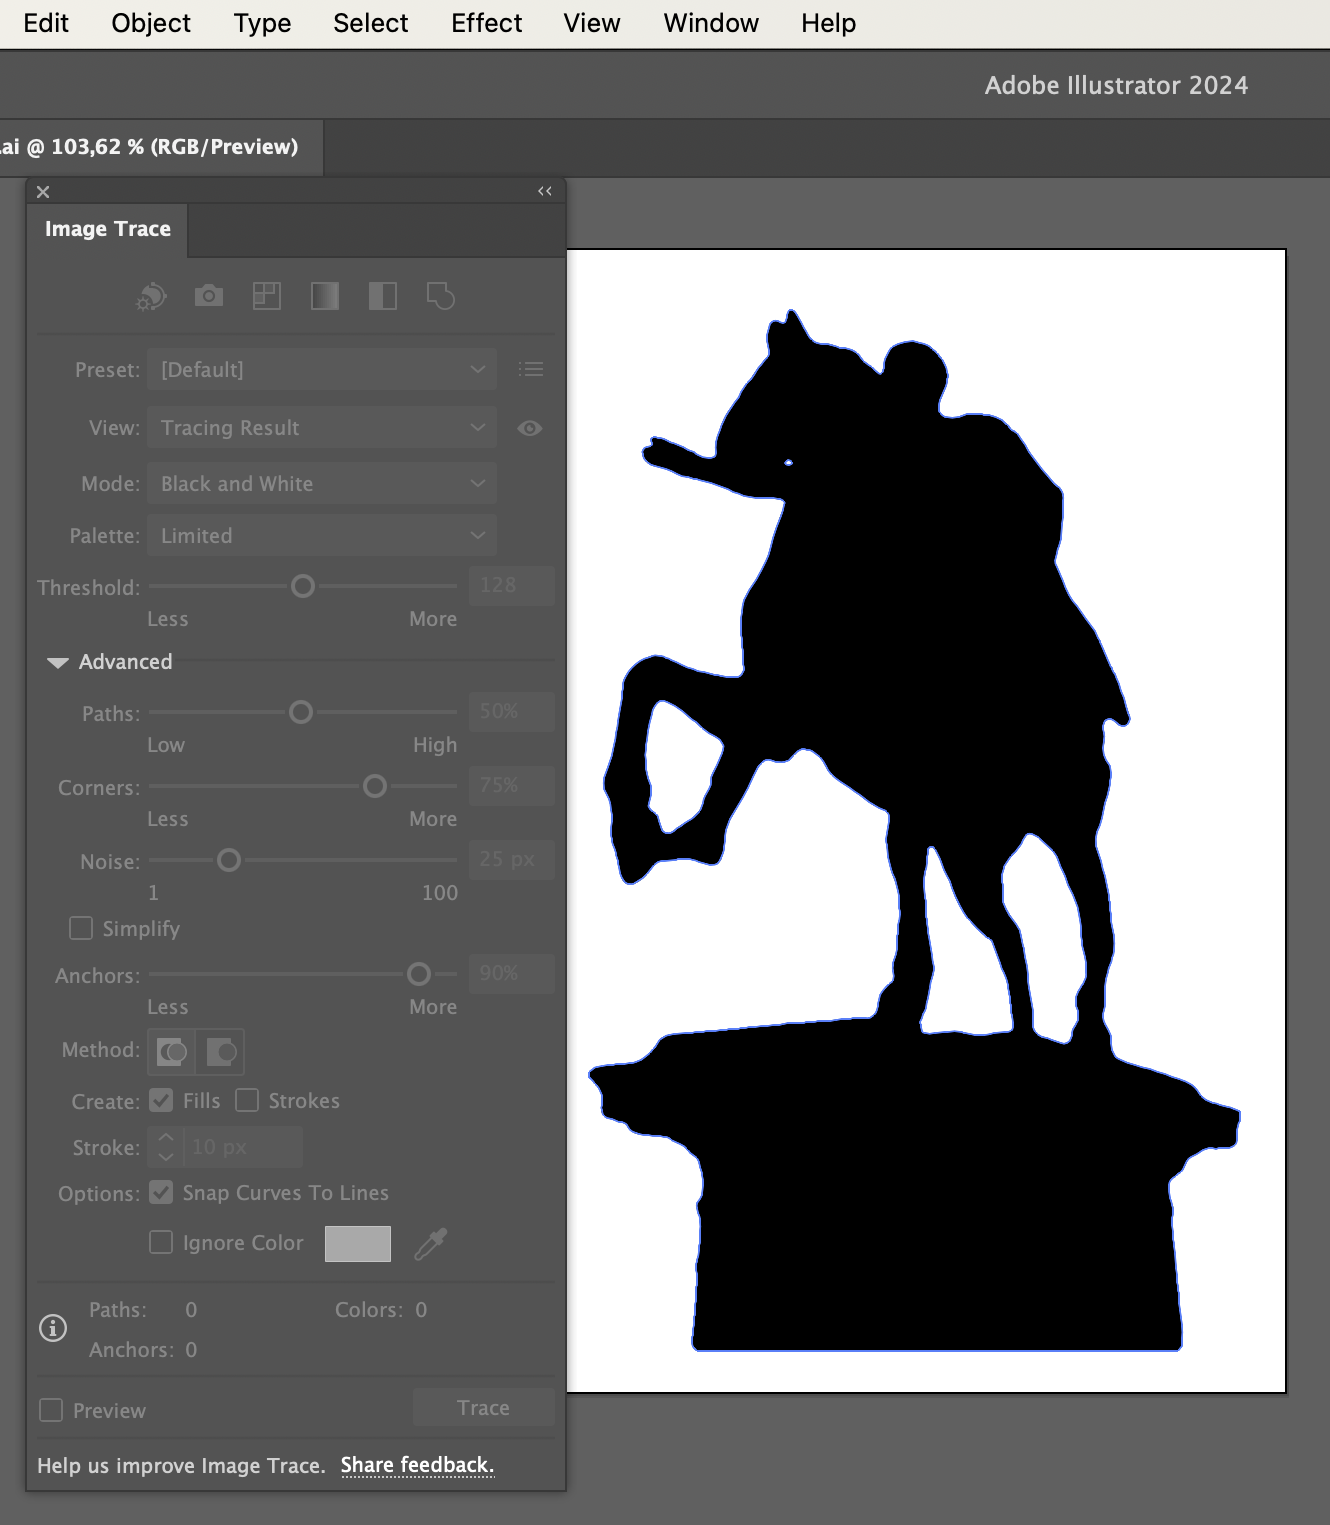 Edit Object Type Select Effect View Window Help
Adobe Illustrator 2024
.ai @ 103,62 % (RGB/Preview)
Image Trace
Preset: [Default]
View: Tracing Result
Mode: Black and White
Palette: Limited
Threshold: 128
Less More
Advanced
Paths: 50%
Low High
Corners: 75%
Less More
Noise: 25 px
1 100
Simplify
Anchors: 90%
Less More
Method:
Create: Fills Strokes
Stroke: 10 px
Options: Snap Curves To Lines
Ignore Color
Paths: 0 Colors: 0
Anchors: 0
Preview Trace
Help us improve Image Trace. Share feedback.